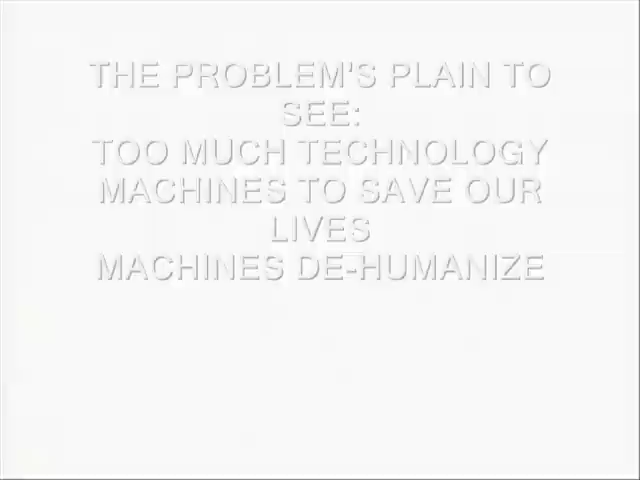 THE PROBLEM'S PLAIN TO
SEE:
TOO MUCH TECHNOLOGY
MACHINES TO SAVE OUR
LIVES
MACHINES DE-HUMANIZE